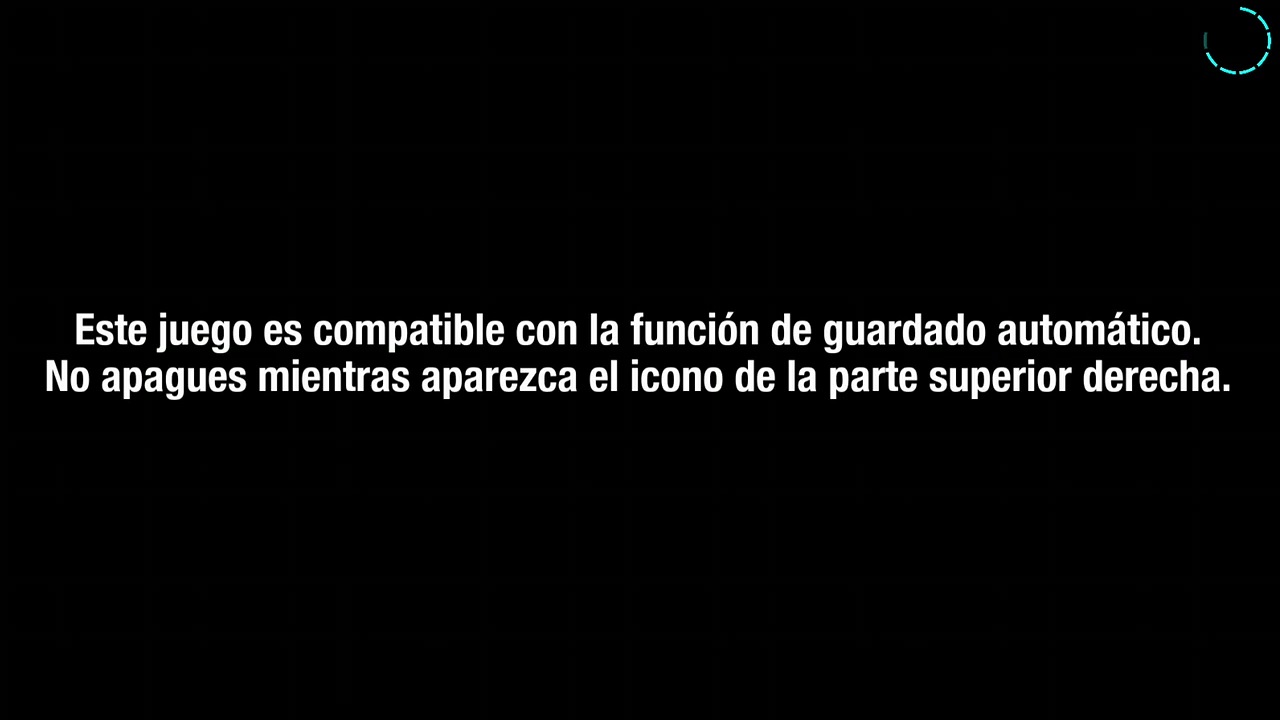 Este juego es compatible con la función de guardado automático.
No apagues mientras aparezca el icono de la parte superior derecha.